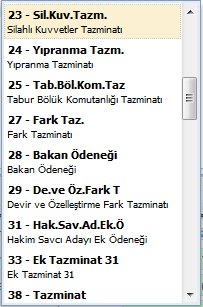 23 - Sil.Kuv.Tazm.
Silahlı Kuvvetler Tazminatı
24 - Yıpranma Tazm.
Yıpranma Tazminatı
25 - Tab.Böl.Kom.Taz
Tabur Bölük Komutanlığı Tazminatı
27 - Fark Taz.
Fark Tazminatı
28 - Bakan Ödeneği
Bakan Ödeneği
29 - De.ve Öz.Fark T
Devir ve Özelleştirme Fark Tazminatı
31 - Hak.Sav.Ad.Ek.Ö
Hakim Savcı Adayı Ek Ödeneği
33 - Ek Tazminat 31
Ek Tazminat 31
38 - Tazminat